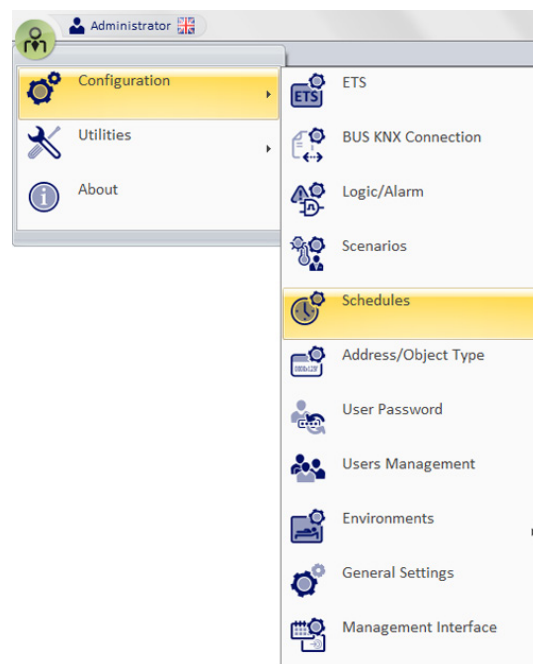 Administrator
Configuration
Utilities
About
ETS
ETS
BUS KNX Connection
Logic/Alarm
Scenarios
Schedules
Address/Object Type
User Password
Users Management
Environments
General Settings
Management Interface